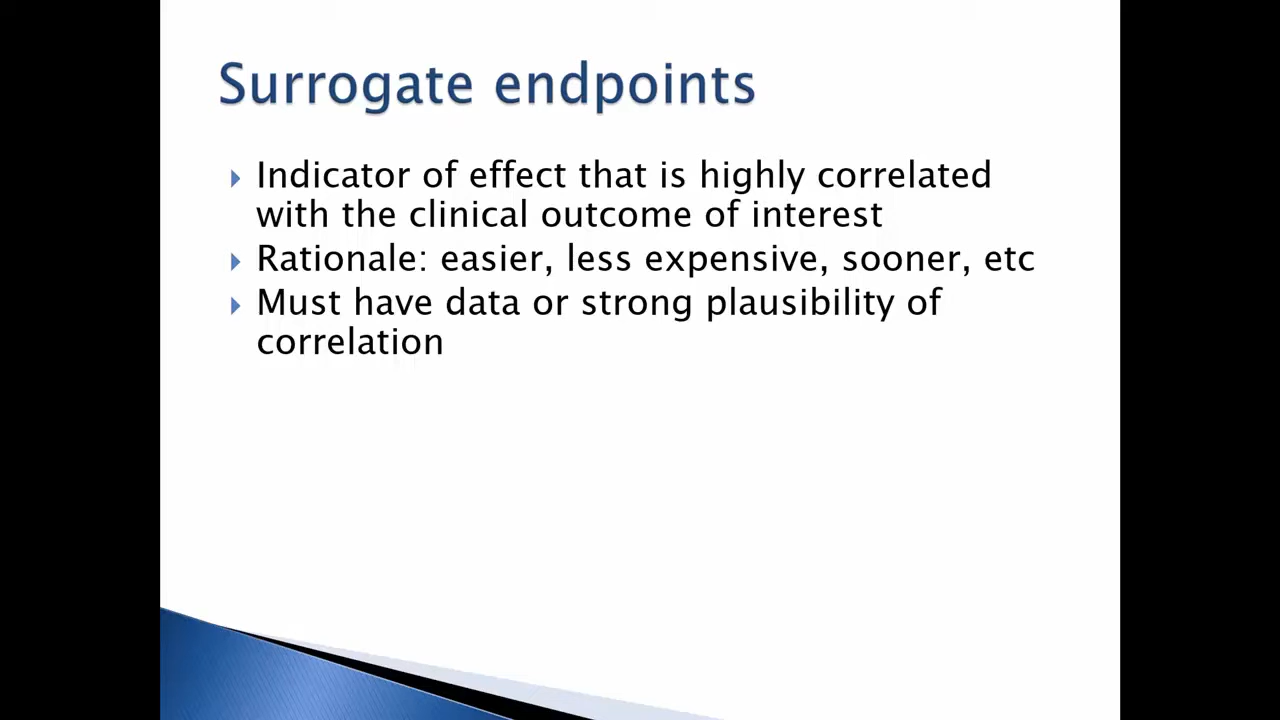 Surrogate endpoints
Indicator of effect that is highly correlated
with the clinical outcome of interest
Rationale: easier, less expensive, sooner, etc
Must have data or strong plausibility of
correlation